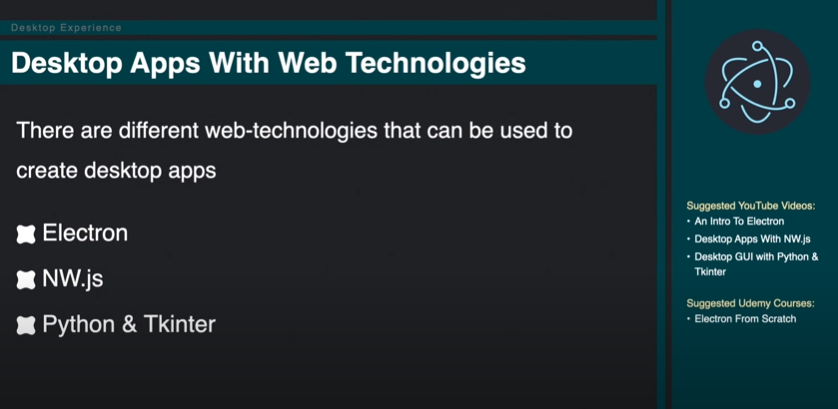 Desktop Experience
Desktop Apps With Web Technologies
There are different web-technologies that can be used to
create desktop apps
Electron
NW.js
Python & Tkinter
Suggested YouTube Videos:
• An Intro To Electron
• Desktop Apps With NW.js
• Desktop GUI with Python &
Tkinter
Suggested Udemy Courses:
• Electron From Scratch